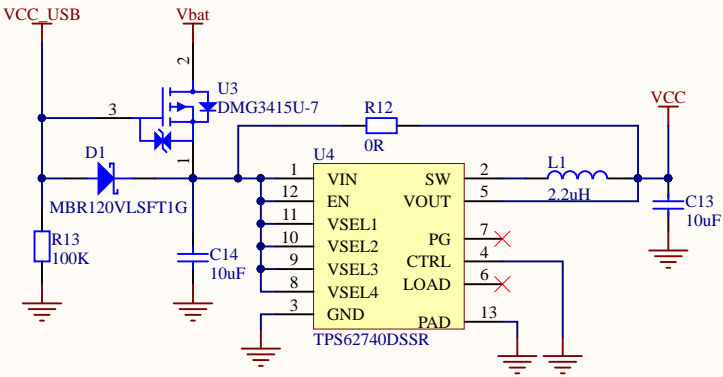 VCC_USB
Vbat
2
U3
DMG3415U-7
3
1
R12
0R
VCC
D1
MBR120VLSFT1G
U4
1 VIN SW 2
12 EN VOUT 5
11 VSEL1
10 VSEL2 PG 7
9 VSEL3 CTRL 4
8 VSEL4 LOAD 6
3 GND PAD 13
TPS62740DSSR
L1
2.2uH
C13
10uF
R13
100K
C14
10uF